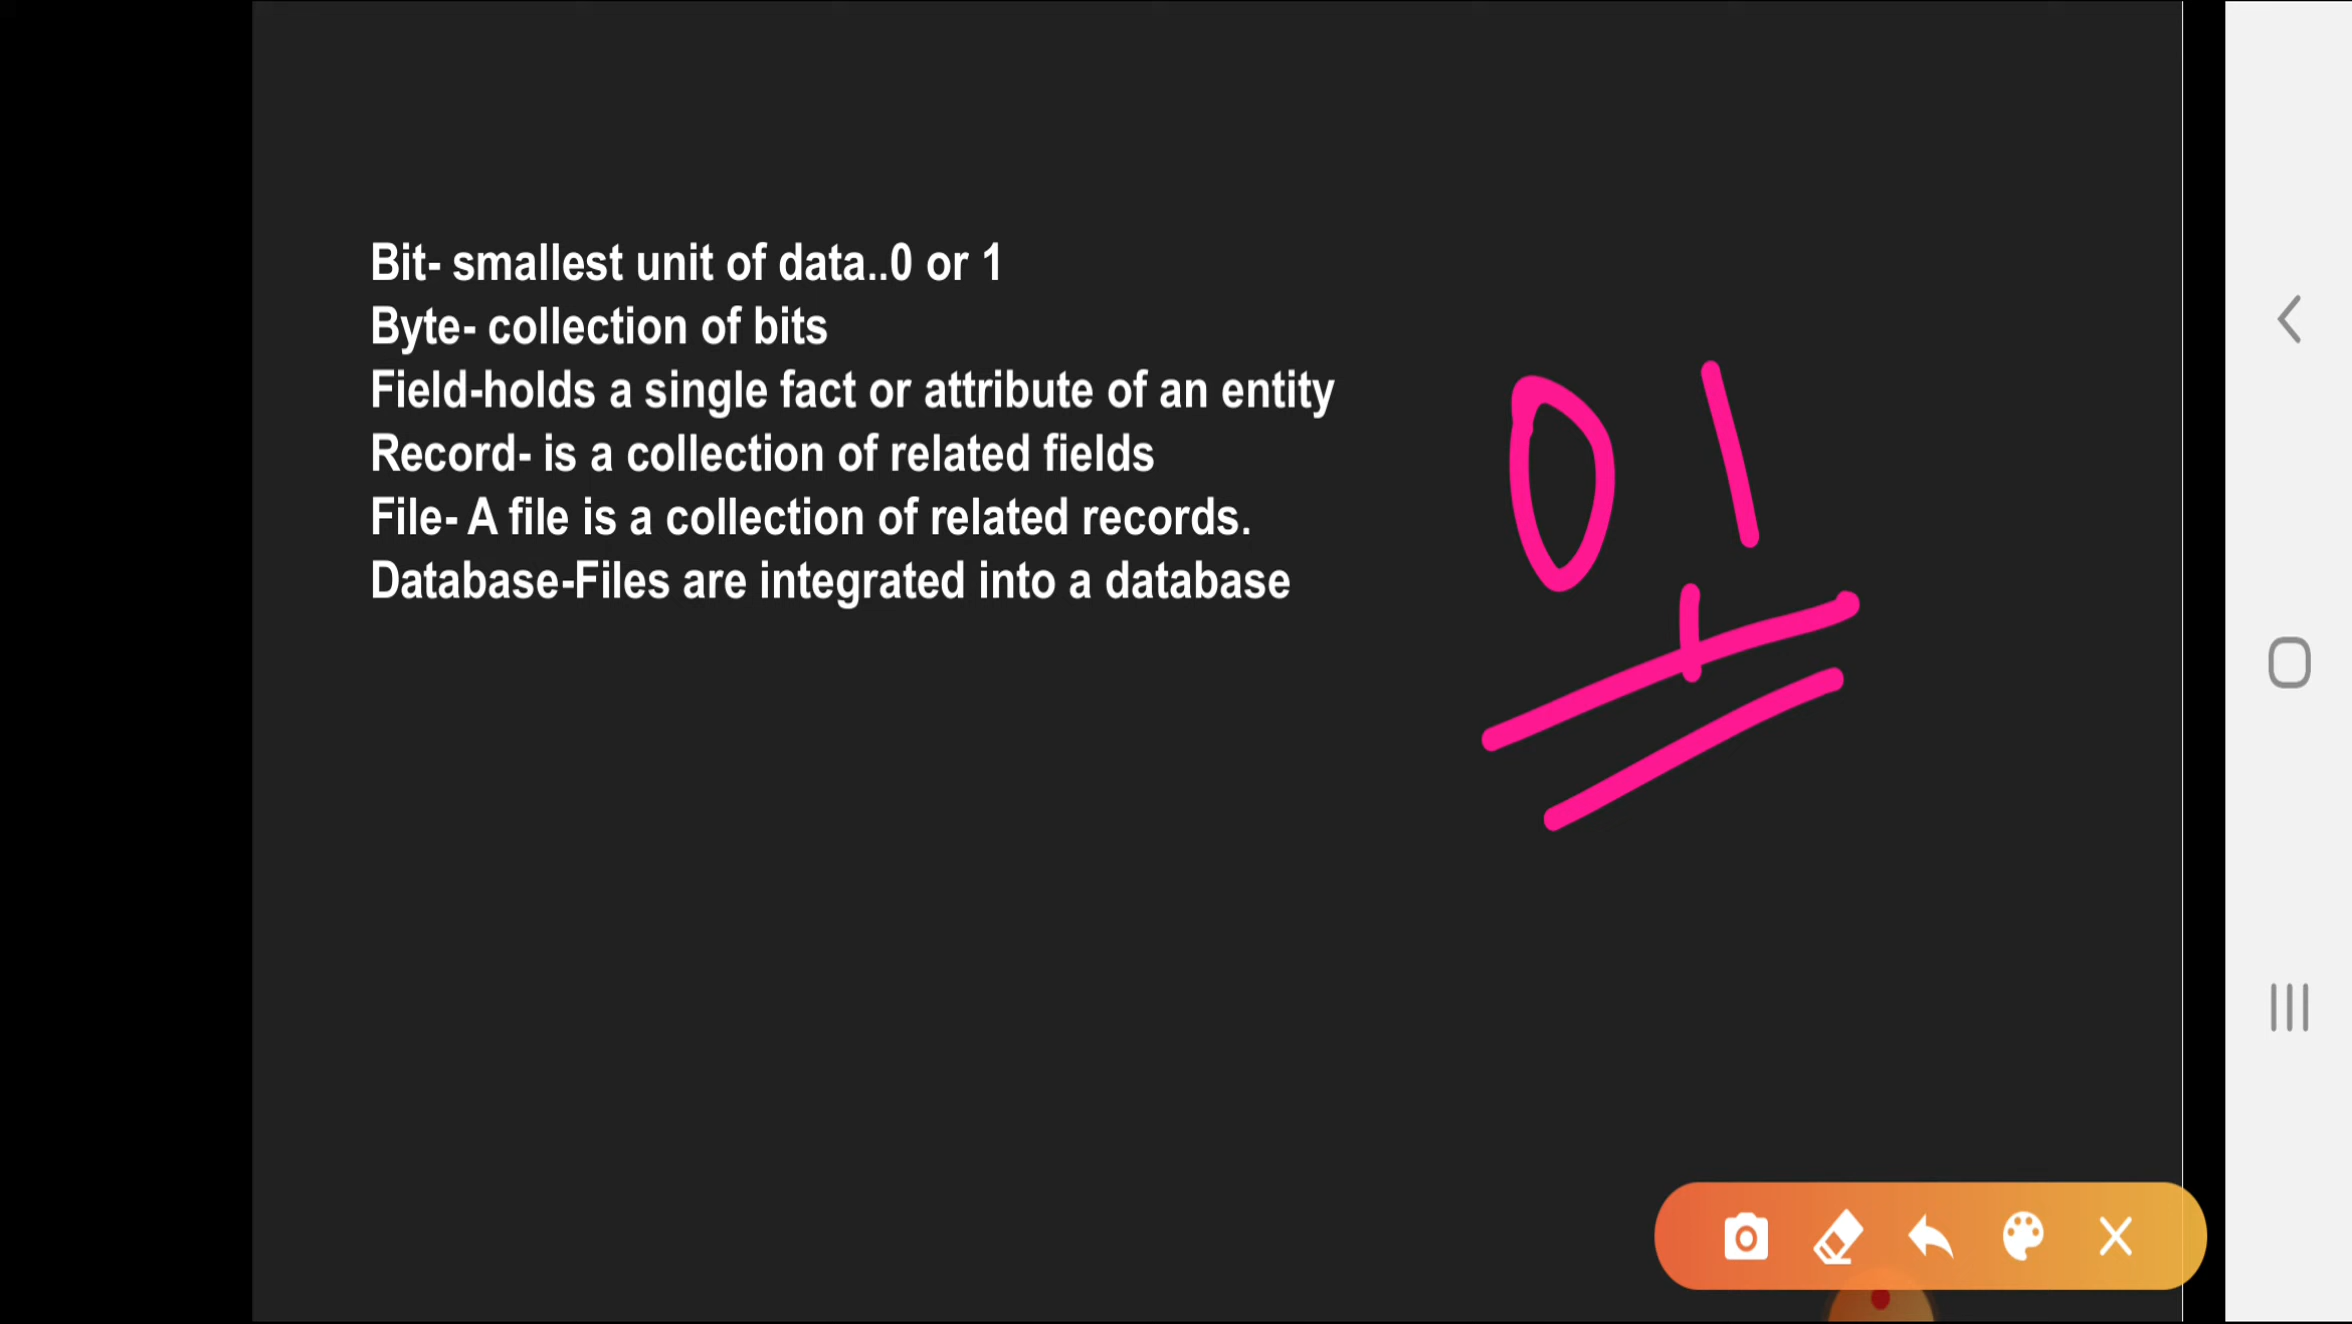 Bit- smallest unit of data..0 or 1
Byte- collection of bits
Field-holds a single fact or attribute of an entity
Record- is a collection of related fields
File- A file is a collection of related records.
Database-Files are integrated into a database
0 1